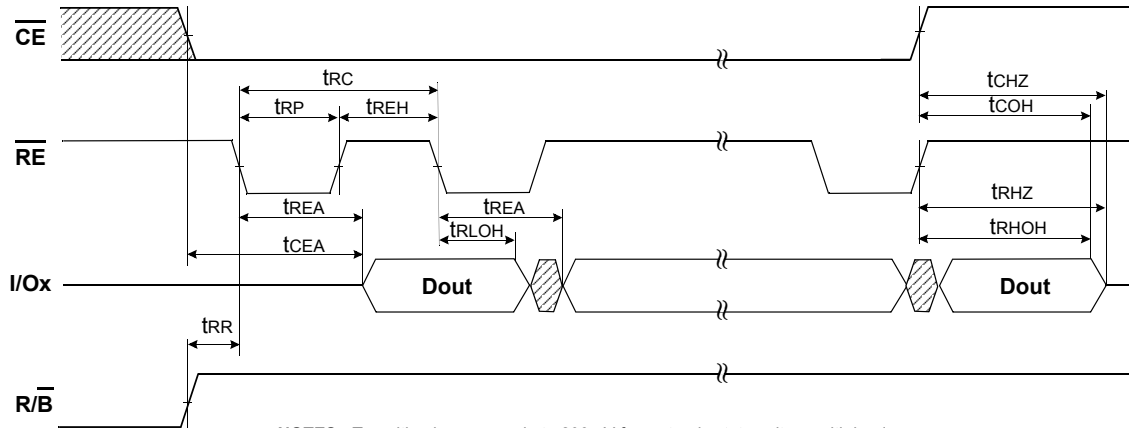 CE
tRC
tCHZ
tRP
tREH
tCOH
RE
tREA
tREA
tRHZ
tCEA
tRLOH
tRHOH
I/Ox
Dout
Dout
tRR
R/B